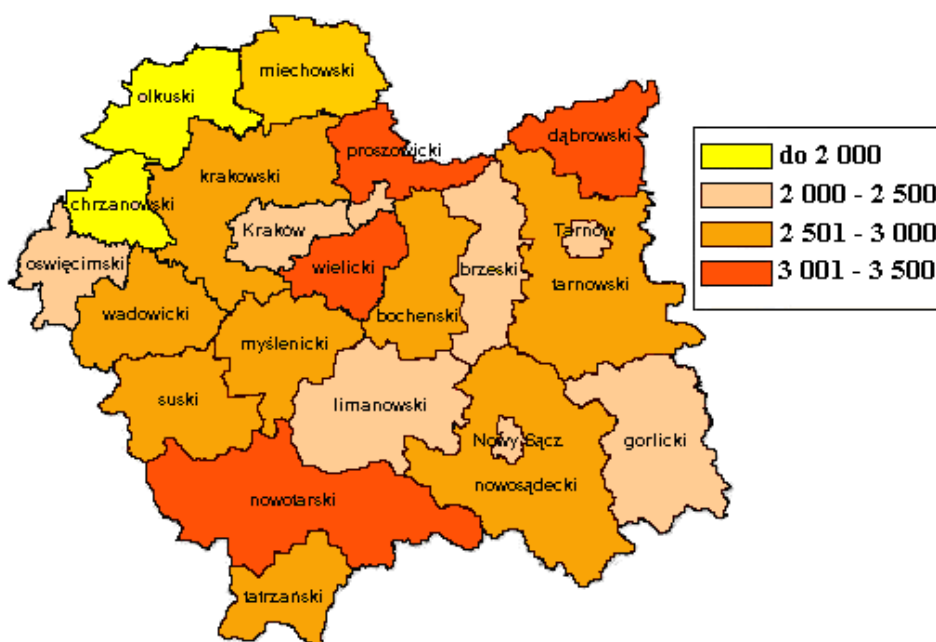 miechowski
olkuski
dąbrowski
proszowicki
krakowski
chrzanowski
Kraków
Tarnów
oświęcimski
wielicki
brzeski
tarnowski
wadowicki
bochenski
myślenicki
suski
limanowski
Nowy Sącz
gorlicki
nowosądecki
nowotarski
tatrzański
do 2 000
2 000 - 2 500
2 501 - 3 000
3 001 - 3 500